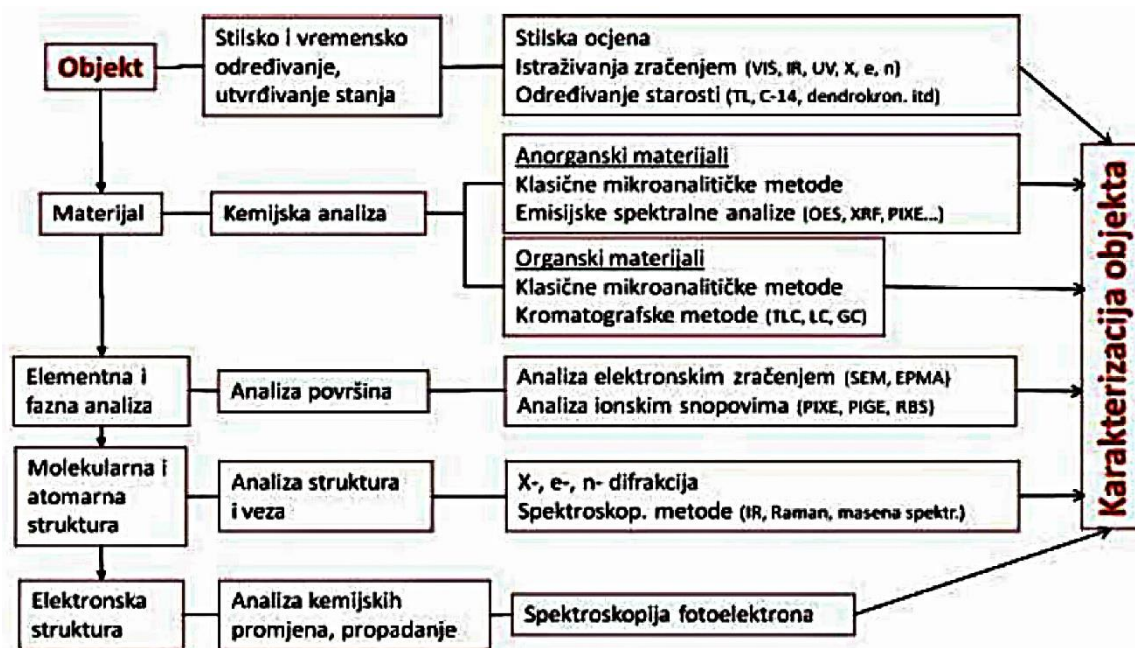 Objekt
Stilsko i vremensko
određivanje,
utvrđivanje stanja
Stilska ocjena
Istraživanja zračenjem (VIS, IR, UV, X, e, n)
Određivanje starosti (TL, C-14, dendrokron. itd)
Materijal
Kemijska analiza
Anorganski materijali
Klasične mikroanalitičke metode
Emisijske spektralne analize (OES, XRF, PIXE...)
Organski materijali
Klasične mikroanalitičke metode
Kromatografske metode (TLC, LC, GC)
Elementna i
fazna analiza
Analiza površina
Analiza elektronskim zračenjem (SEM, EPMA)
Analiza ionskim snopovima (PIXE, PIGE, RBS)
Molekularna i
atomarna
struktura
Analiza struktura
i veza
X-, e-, n- difrakcija
Spektroskop. metode (IR, Raman, masena spektr.)
Elektronska
struktura
Analiza kemijskih
promjena, propadanje
Spektroskopija fotoelektrona
Karakterizacija objekta